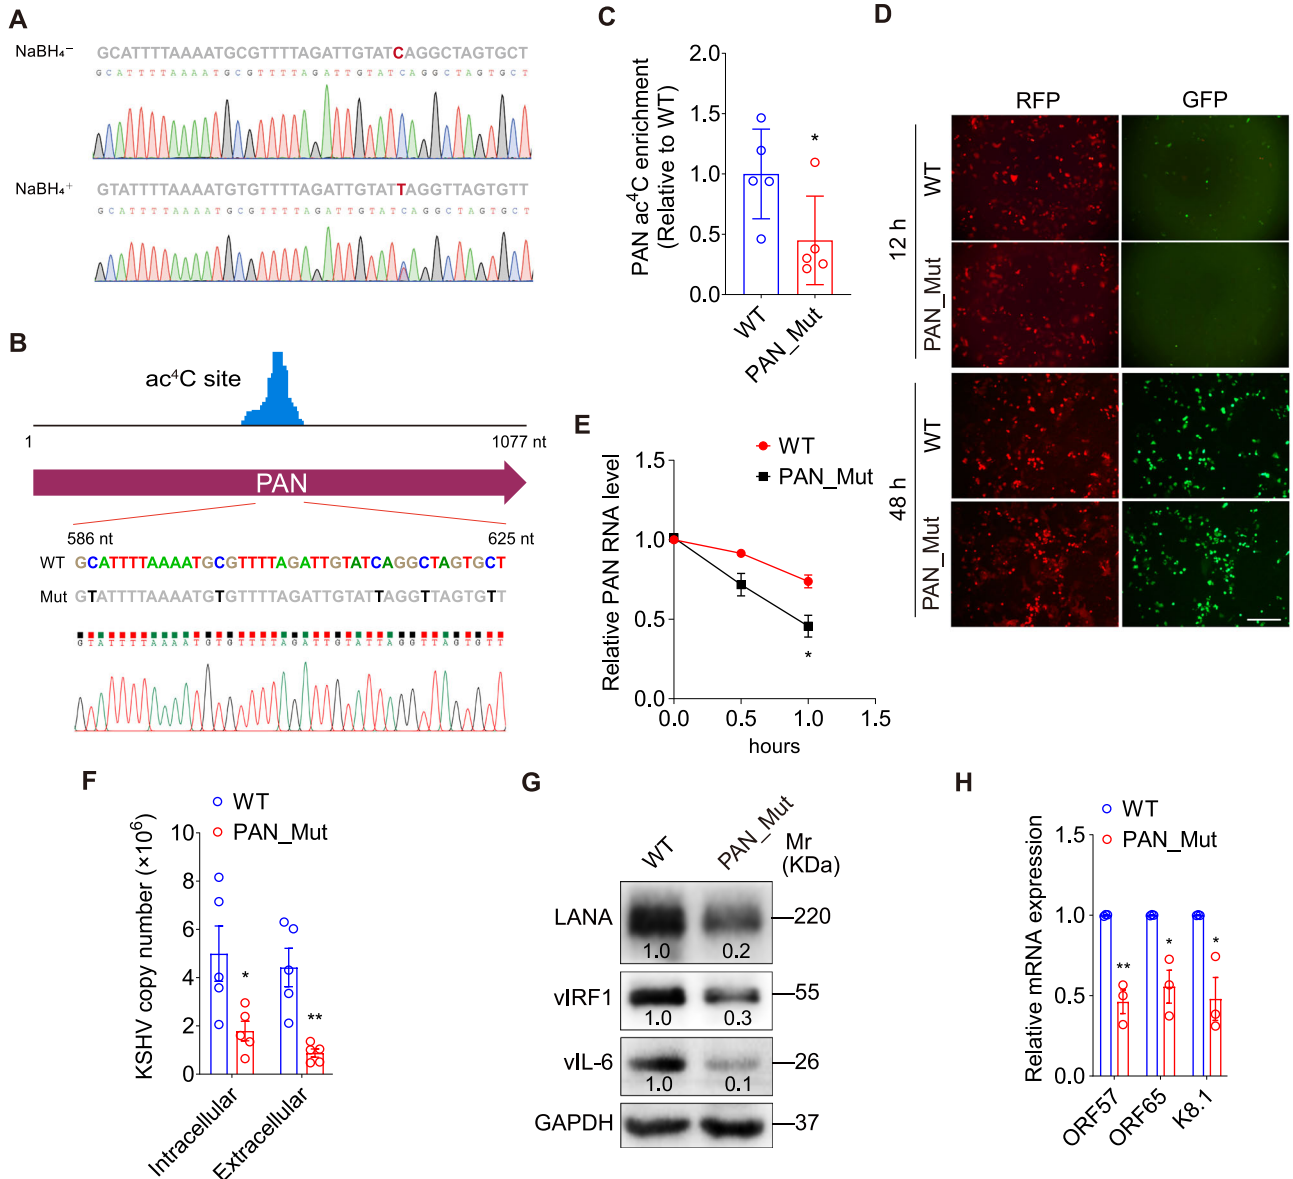 A
NaBH₄⁻
GCATTTTAAAATGCGTTTTAGATTGTATCAGGCTAGTGCT
GCATTTTAAAATGCGTTTTAGATTGTATCAGGCTAGTGCT
NaBH₄⁺
GTATTTTAAAATGTGTTTTAGATTGTATTAGGTTAGTGTT
GCATTTTAAAATGCGTTTTAGATTGTATCAGGCTAGTGCT
B
ac⁴C site
1
1077 nt
PAN
586 nt
625 nt
WT GCATTTTAAAATGCGTTTTAGATTGTATCAGGCTAGTGCT
Mut GTATTTTAAAATGTGTTTTAGATTGTATTAGGTTAGTGTT
GTATTTTAAAATGTGTTTTAGATTGTATTAGGTTAGTGTT
C
PAN ac⁴C enrichment
(Relative to WT)
2.0
1.5
1.0
0.5
0.0
*
WT
PAN_Mut
D
RFP GFP
12 h
WT
PAN_Mut
48 h
WT
PAN_Mut
E
Relative PAN RNA level
1.5
1.0
0.5
0.0
WT
PAN_Mut
*
0.0 0.5 1.0 1.5
hours
F
WT
PAN_Mut
KSHV copy number (×10⁶)
10
8
6
4
2
0
*
**
Intracellular
Extracellular
G
WT
PAN_Mut
Mr
(KDa)
LANA
220
1.0 0.2
vIRF1
55
1.0 0.3
vIL-6
26
1.0 0.1
GAPDH
37
H
WT
PAN_Mut
Relative mRNA expression
1.5
1.0
0.5
0.0
**
*
*
ORF57
ORF65
K8.1